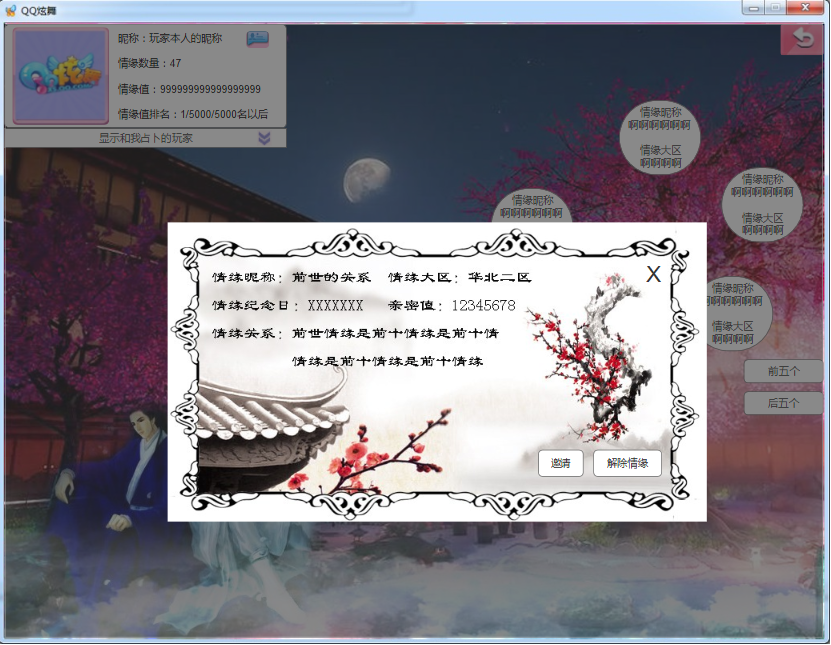 QQ炫舞
昵称：玩家本人的昵称
情缘数量：47
情缘值：999999999999999999
情缘值排名：1/5000/5000名以后
显示和我占卜的玩家
情缘昵称
啊啊啊啊啊啊
情缘大区
啊啊啊啊
情缘昵称
啊啊啊啊啊啊
情缘大区
啊啊啊啊
情缘昵称
啊啊啊啊啊啊
情缘昵称：前世的关系 情缘大区：华北二区
X
情缘纪念日：XXXXXXX 亲密值：12345678
情缘关系：前世情缘是前十情缘是前十情
情缘是前十情缘是前十情缘
情缘昵称
啊啊啊啊啊啊
情缘大区
啊啊啊啊
前五个
后五个
邀请
解除情缘